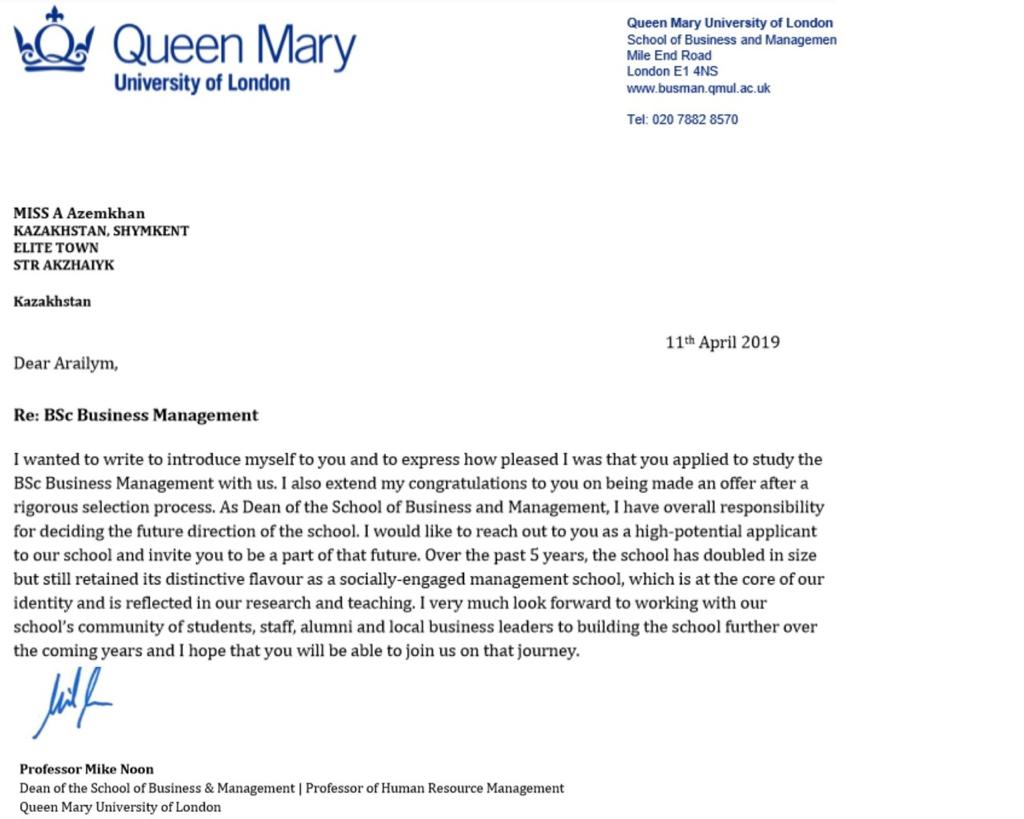 Queen Mary
University of London
Queen Mary University of London
School of Business and Managemen
Mile End Road
London E1 4NS
www.busman.qmul.ac.uk
Tel: 020 7882 8570
MISS A Azemkhan
KAZAKHSTAN, SHYMKENT
ELITE TOWN
STR AKZHAIYK
Kazakhstan
11th April 2019
Dear Arailym,
Re: BSc Business Management
I wanted to write to introduce myself to you and to express how pleased I was that you applied to study the
BSc Business Management with us. I also extend my congratulations to you on being made an offer after a
rigorous selection process. As Dean of the School of Business and Management, I have overall responsibility
for deciding the future direction of the school. I would like to reach out to you as a high-potential applicant
to our school and invite you to be a part of that future. Over the past 5 years, the school has doubled in size
but still retained its distinctive flavour as a socially-engaged management school, which is at the core of our
identity and is reflected in our research and teaching. I very much look forward to working with our
school's community of students, staff, alumni and local business leaders to building the school further over
the coming years and I hope that you will be able to join us on that journey.
Professor Mike Noon
Dean of the School of Business & Management | Professor of Human Resource Management
Queen Mary University of London